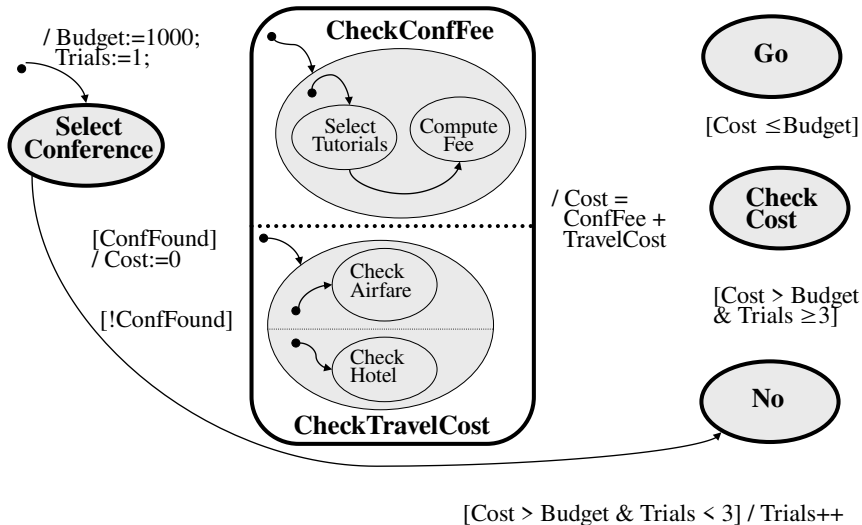 / Budget:=1000;
Trials:=1;
Select
Conference
[ConfFound]
/ Cost:=0
[!ConfFound]
CheckConfFee
Select
Tutorials
Compute
Fee
Check
Airfare
Check
Hotel
CheckTravelCost
/ Cost =
ConfFee +
TravelCost
Go
[Cost ≤Budget]
Check
Cost
[Cost > Budget
& Trials ≥3]
No
[Cost > Budget & Trials < 3] / Trials++